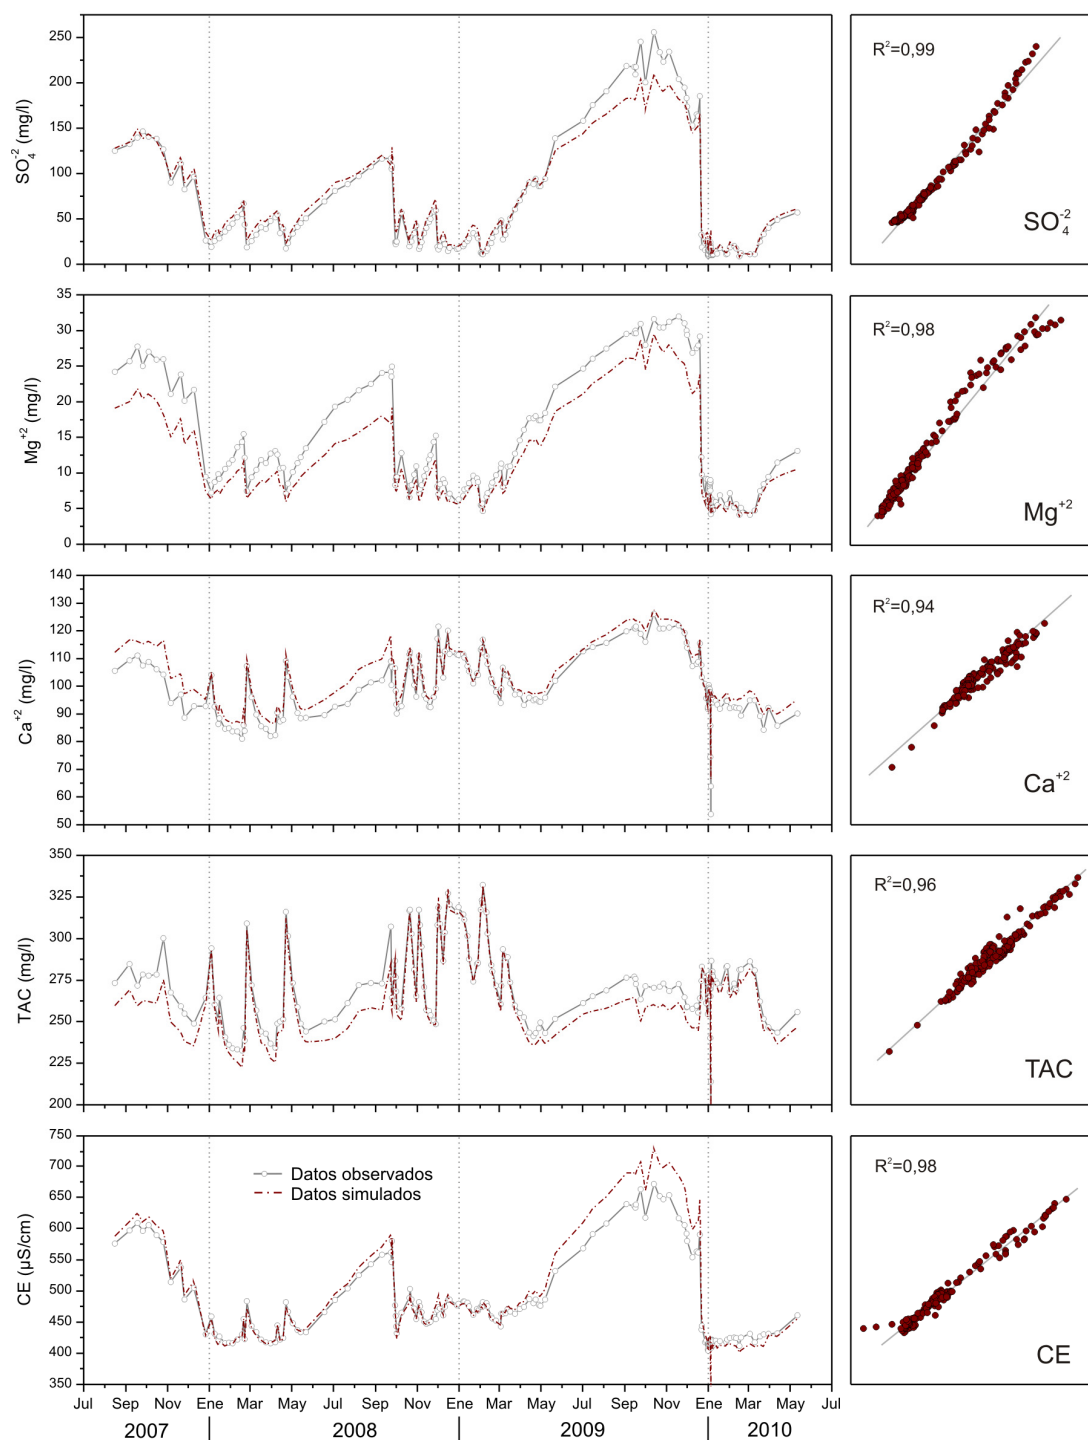 250
200
150
100
50
0
SO₄⁻² (mg/l)
R²=0,99
SO₄⁻²
35
30
25
20
15
10
5
0
Mg⁺² (mg/l)
R²=0,98
Mg⁺²
140
130
120
110
100
90
80
70
60
50
Ca⁺² (mg/l)
R²=0,94
Ca⁺²
350
325
300
275
250
225
200
TAC (mg/l)
R²=0,96
TAC
750
700
650
600
550
500
450
400
350
CE (µS/cm)
Datos observados
Datos simulados
R²=0,98
CE
Jul Sep Nov Ene Mar May Jul Sep Nov Ene Mar May Jul Sep Nov Ene Mar May Jul
2007 2008 2009 2010